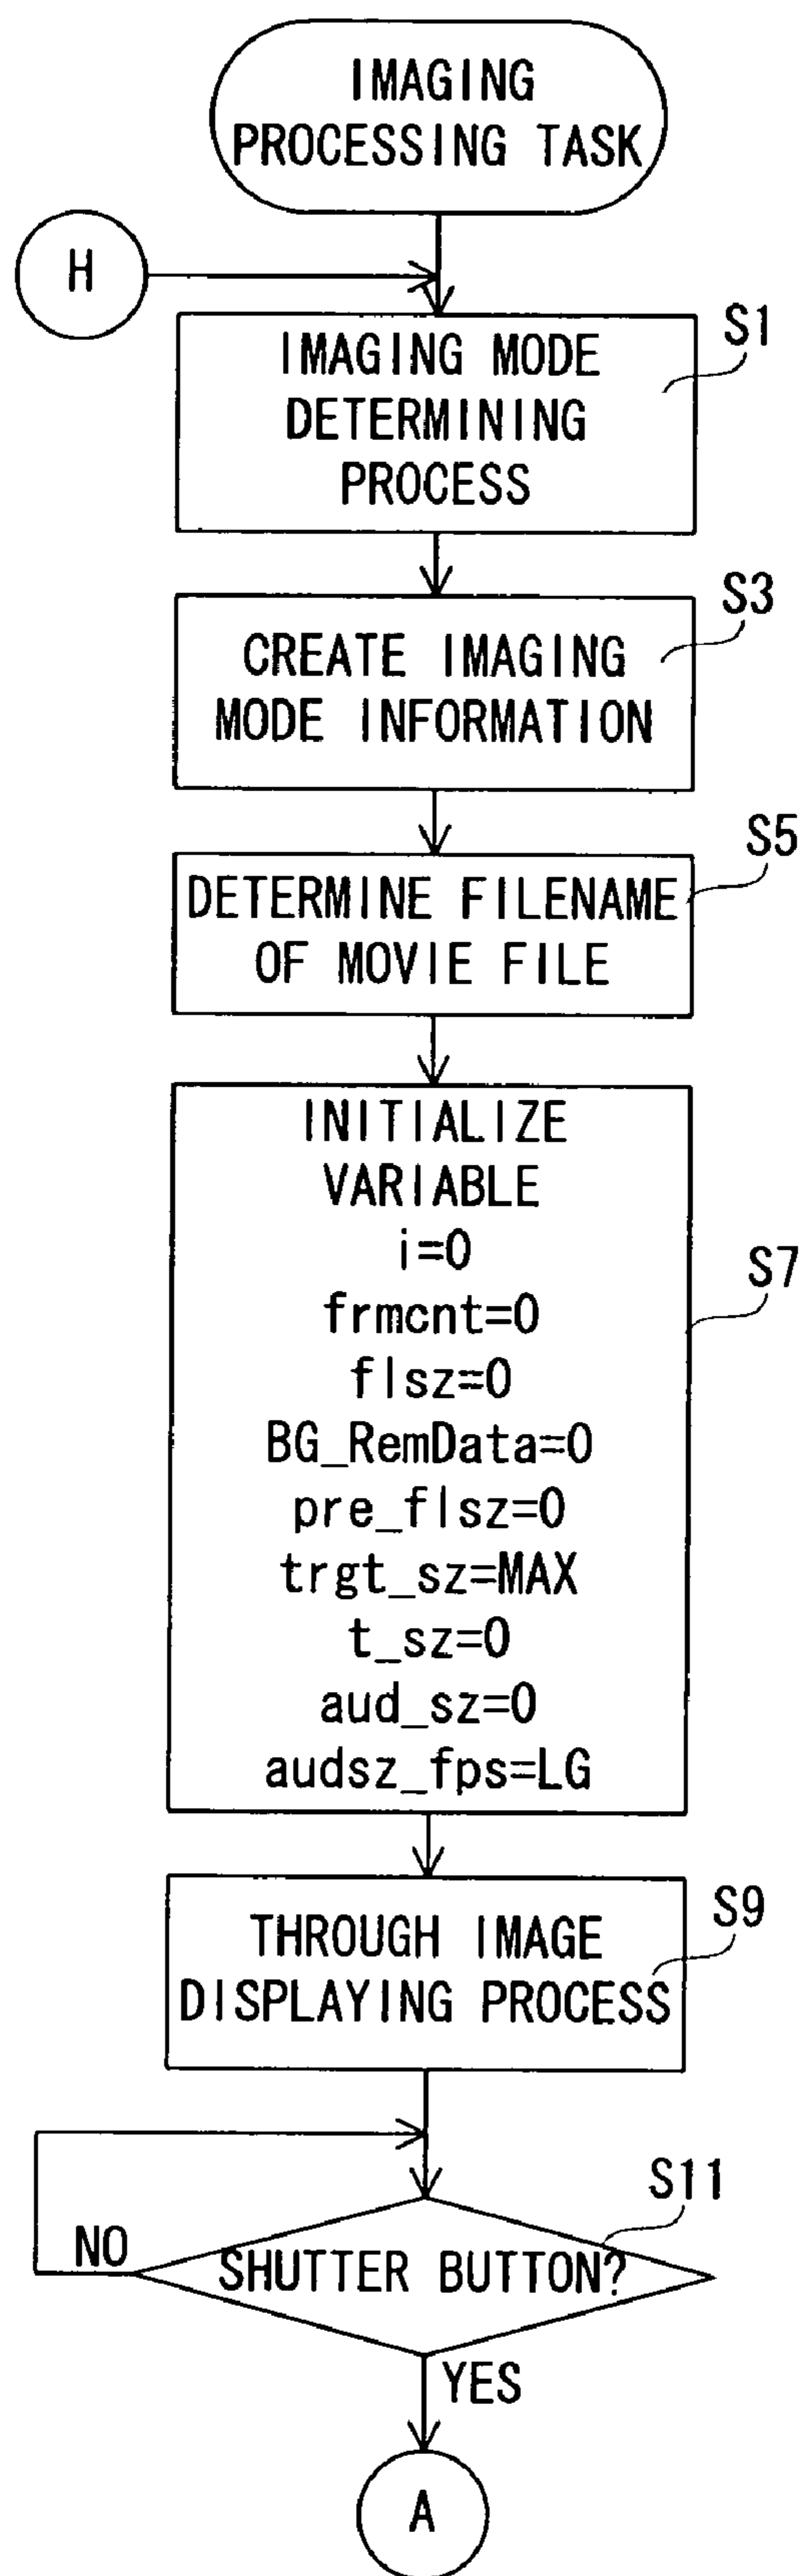 IMAGING
PROCESSING TASK
H
IMAGING MODE
DETERMINING
PROCESS
S1
CREATE IMAGING
MODE INFORMATION
S3
DETERMINE FILENAME
OF MOVIE FILE
S5
INITIALIZE
VARIABLE
i=0
frmcnt=0
flsz=0
BG_RemData=0
pre_flsz=0
trgt_sz=MAX
t_sz=0
aud_sz=0
audsz_fps=LG
S7
THROUGH IMAGE
DISPLAYING PROCESS
S9
SHUTTER BUTTON?
S11
NO
YES
A